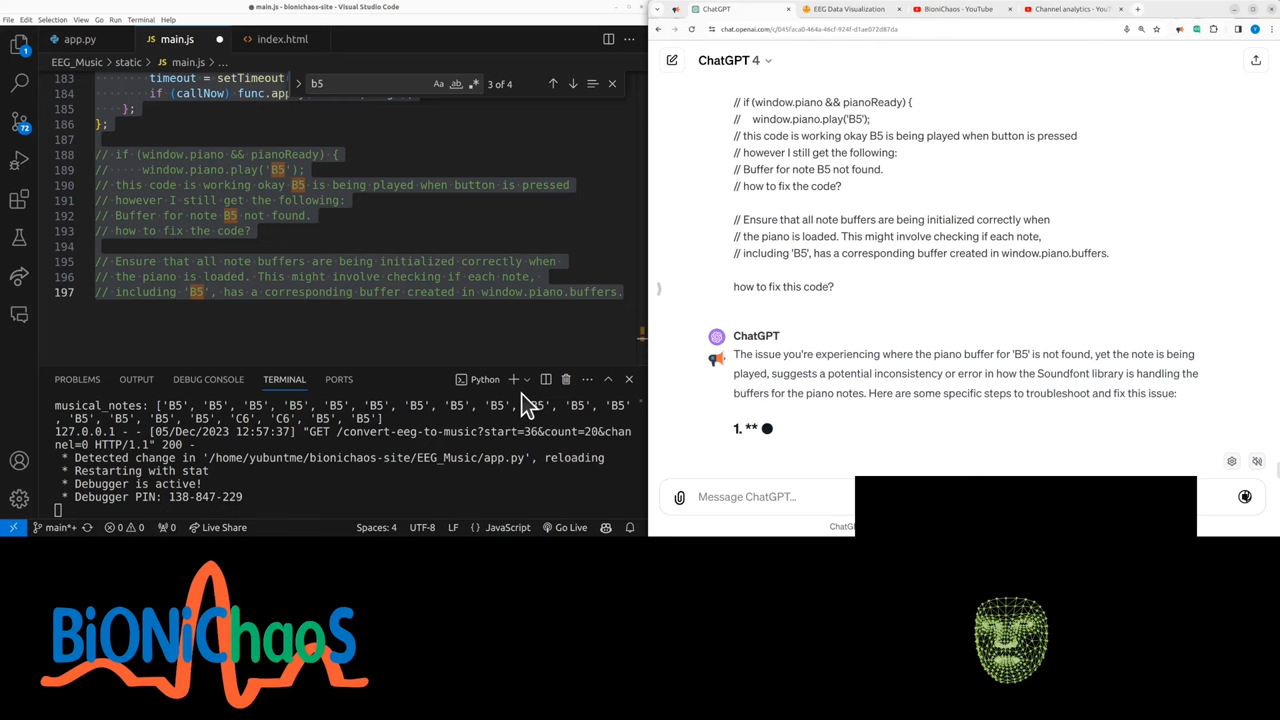 main.js - bionichaos-site - Visual Studio Code
File Edit Selection View Go Run Terminal Help
app.py main.js index.html
EEG_Music > static > main.js > ...
b5
Aa ab 3 of 4
183 timeout = setTimeout
184 if (callNow) func.app
185 };
186 };
187
188 // if (window.piano && pianoReady) {
189 // window.piano.play('B5');
190 // this code is working okay B5 is being played when button is pressed
191 // however I still get the following:
192 // Buffer for note B5 not found.
193 // how to fix the code?
194
195 // Ensure that all note buffers are being initialized correctly when
196 // the piano is loaded. This might involve checking if each note,
197 // including 'B5', has a corresponding buffer created in window.piano.buffers.
1
72
PROBLEMS OUTPUT DEBUG CONSOLE TERMINAL PORTS
Python
musical_notes: ['B5', 'B5', 'B5', 'B5', 'B5', 'B5', 'B5', 'B5', 'B5', 'B5', 'B5', 'B5', 'B5'
, 'B5', 'B5', 'B5', 'B5', 'C6', 'C6', 'B5', 'B5']
127.0.0.1 - - [05/Dec/2023 12:57:37] "GET /convert-eeg-to-music?start=36&count=20&cha
nnel=0 HTTP/1.1" 200 -
* Detected change in '/home/yubuntme/bionichaos-site/EEG_Music/app.py', reloading
* Restarting with stat
* Debugger is active!
* Debugger PIN: 138-847-229
main*+ 0 0 0 Live Share Spaces: 4 UTF-8 LF {} JavaScript Go Live
ChatGPT EEG Data Visualization BioniChaos - YouTube Channel analytics - You
chat.openai.com/c/045faca0-464a-46cf-924f-d1ae072d87da
ChatGPT 4
// if (window.piano && pianoReady) {
// window.piano.play('B5');
// this code is working okay B5 is being played when button is pressed
// however I still get the following:
// Buffer for note B5 not found.
// how to fix the code?
// Ensure that all note buffers are being initialized correctly when
// the piano is loaded. This might involve checking if each note,
// including 'B5', has a corresponding buffer created in window.piano.buffers.
how to fix this code?
ChatGPT
The issue you're experiencing where the piano buffer for 'B5' is not found, yet the note is being
played, suggests a potential inconsistency or error in how the Soundfont library is handling the
buffers for the piano notes. Here are some specific steps to troubleshoot and fix this issue:
1. **
Message ChatGPT...
BiONiChaoS